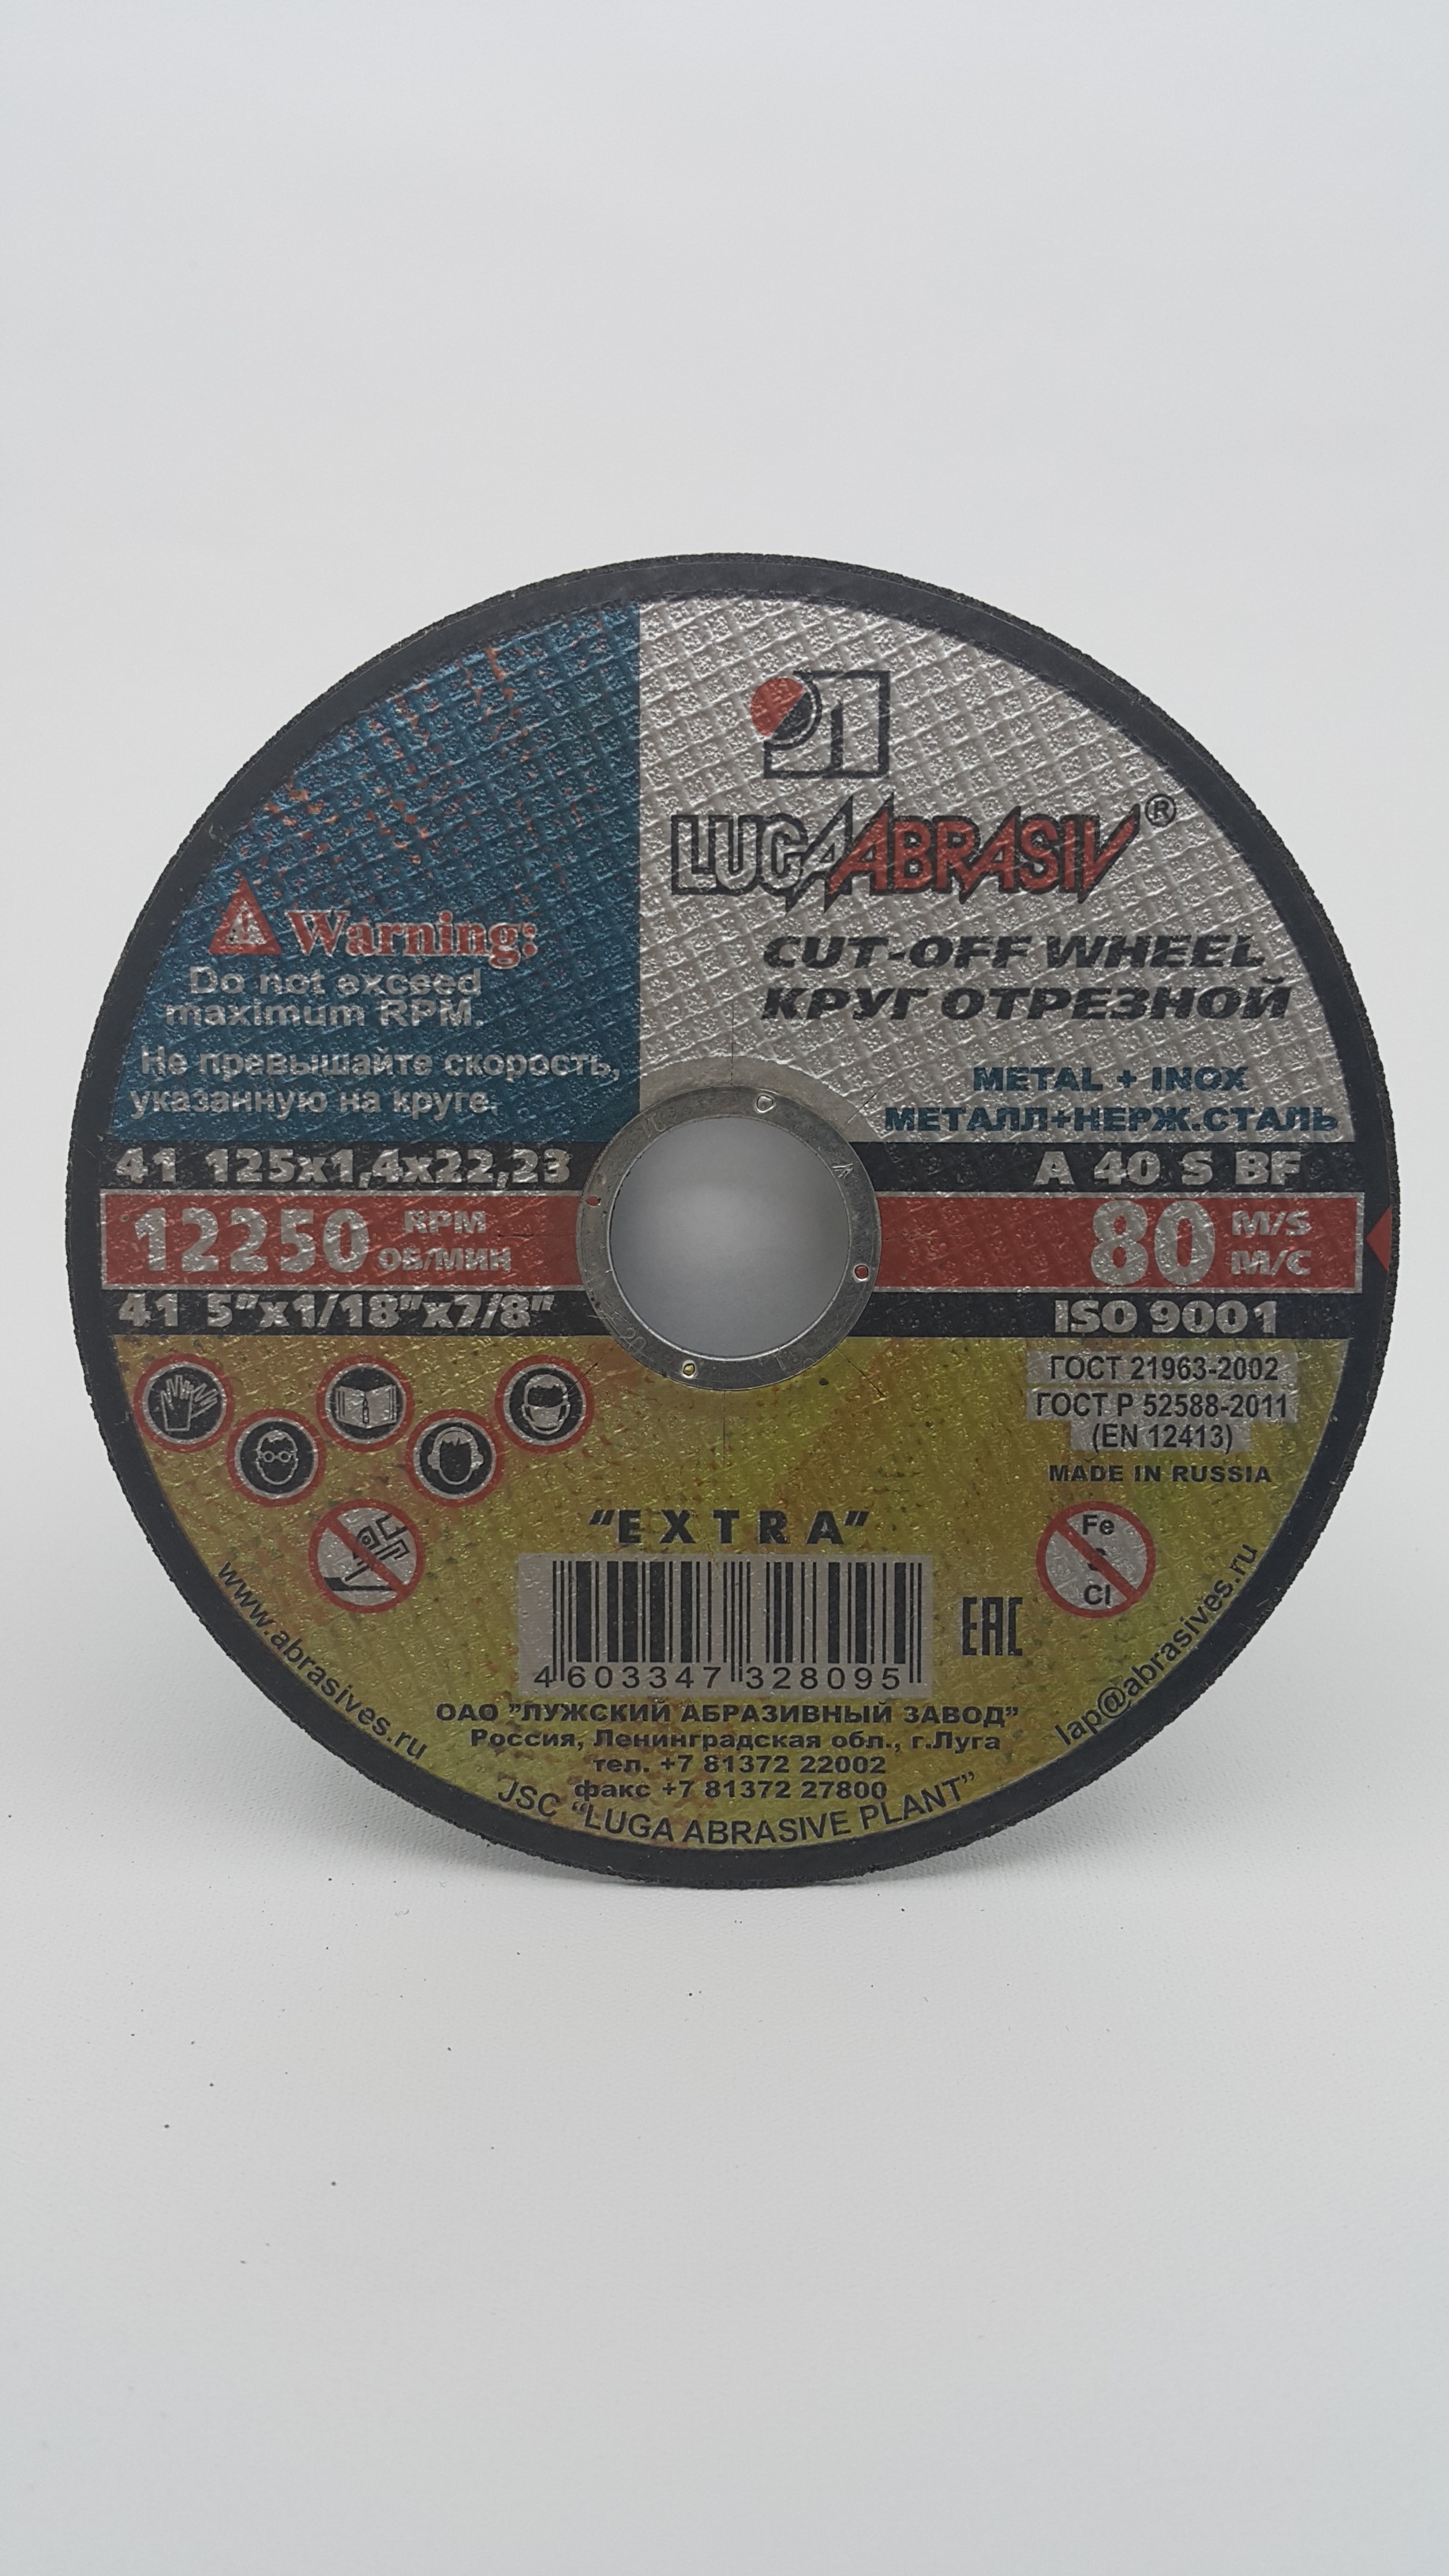 LUGAABRASIV®
CUT-OFF WHEEL
КРУГ ОТРЕЗНОЙ
METAL + INOX
МЕТАЛЛ+НЕРЖ.СТАЛЬ
Warning:
Do not exceed
maximum RPM.
Не превышайте скорость,
указанную на круге.
41 125x1,4x22,23
A 40 S BF
12250 RPM
ОБ/МИН
80 M/S
М/С
41 5"x1/18"x7/8"
ISO 9001
ГОСТ 21963-2002
ГОСТ Р 52588-2011
(EN 12413)
MADE IN RUSSIA
"EXTRA"
Fe
S
Cl
4 603347 328095
EAC
www.abrasives.ru
lap@abrasives.ru
ОАО "ЛУЖСКИЙ АБРАЗИВНЫЙ ЗАВОД"
Россия, Ленинградская обл., г.Луга
тел. +7 81372 22002
факс +7 81372 27800
JSC "LUGA ABRASIVE PLANT"